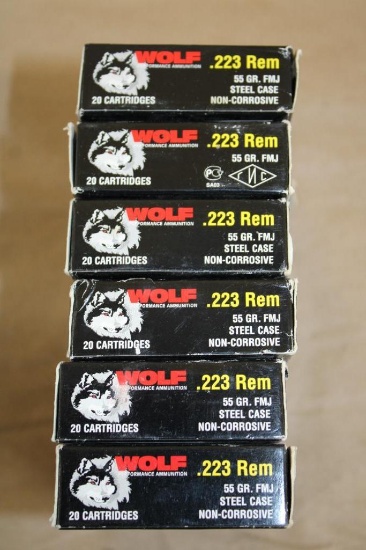 WOLF .223 Rem
PERFORMANCE AMMUNITION
55 GR. FMJ
STEEL CASE
20 CARTRIDGES NON-CORROSIVE
WOLF .223 Rem
PERFORMANCE AMMUNITION
55 GR. FMJ
20 CARTRIDGES
ГИС
WOLF .223 Rem
PERFORMANCE AMMUNITION
55 GR. FMJ
STEEL CASE
20 CARTRIDGES NON-CORROSIVE
WOLF .223 Rem
PERFORMANCE AMMUNITION
55 GR. FMJ
STEEL CASE
20 CARTRIDGES NON-CORROSIVE
WOLF .223 Rem
PERFORMANCE AMMUNITION
55 GR. FMJ
STEEL CASE
20 CARTRIDGES NON-CORROSIVE
WOLF .223 Rem
PERFORMANCE AMMUNITION
55 GR. FMJ
STEEL CASE
20 CARTRIDGES NON-CORROSIVE